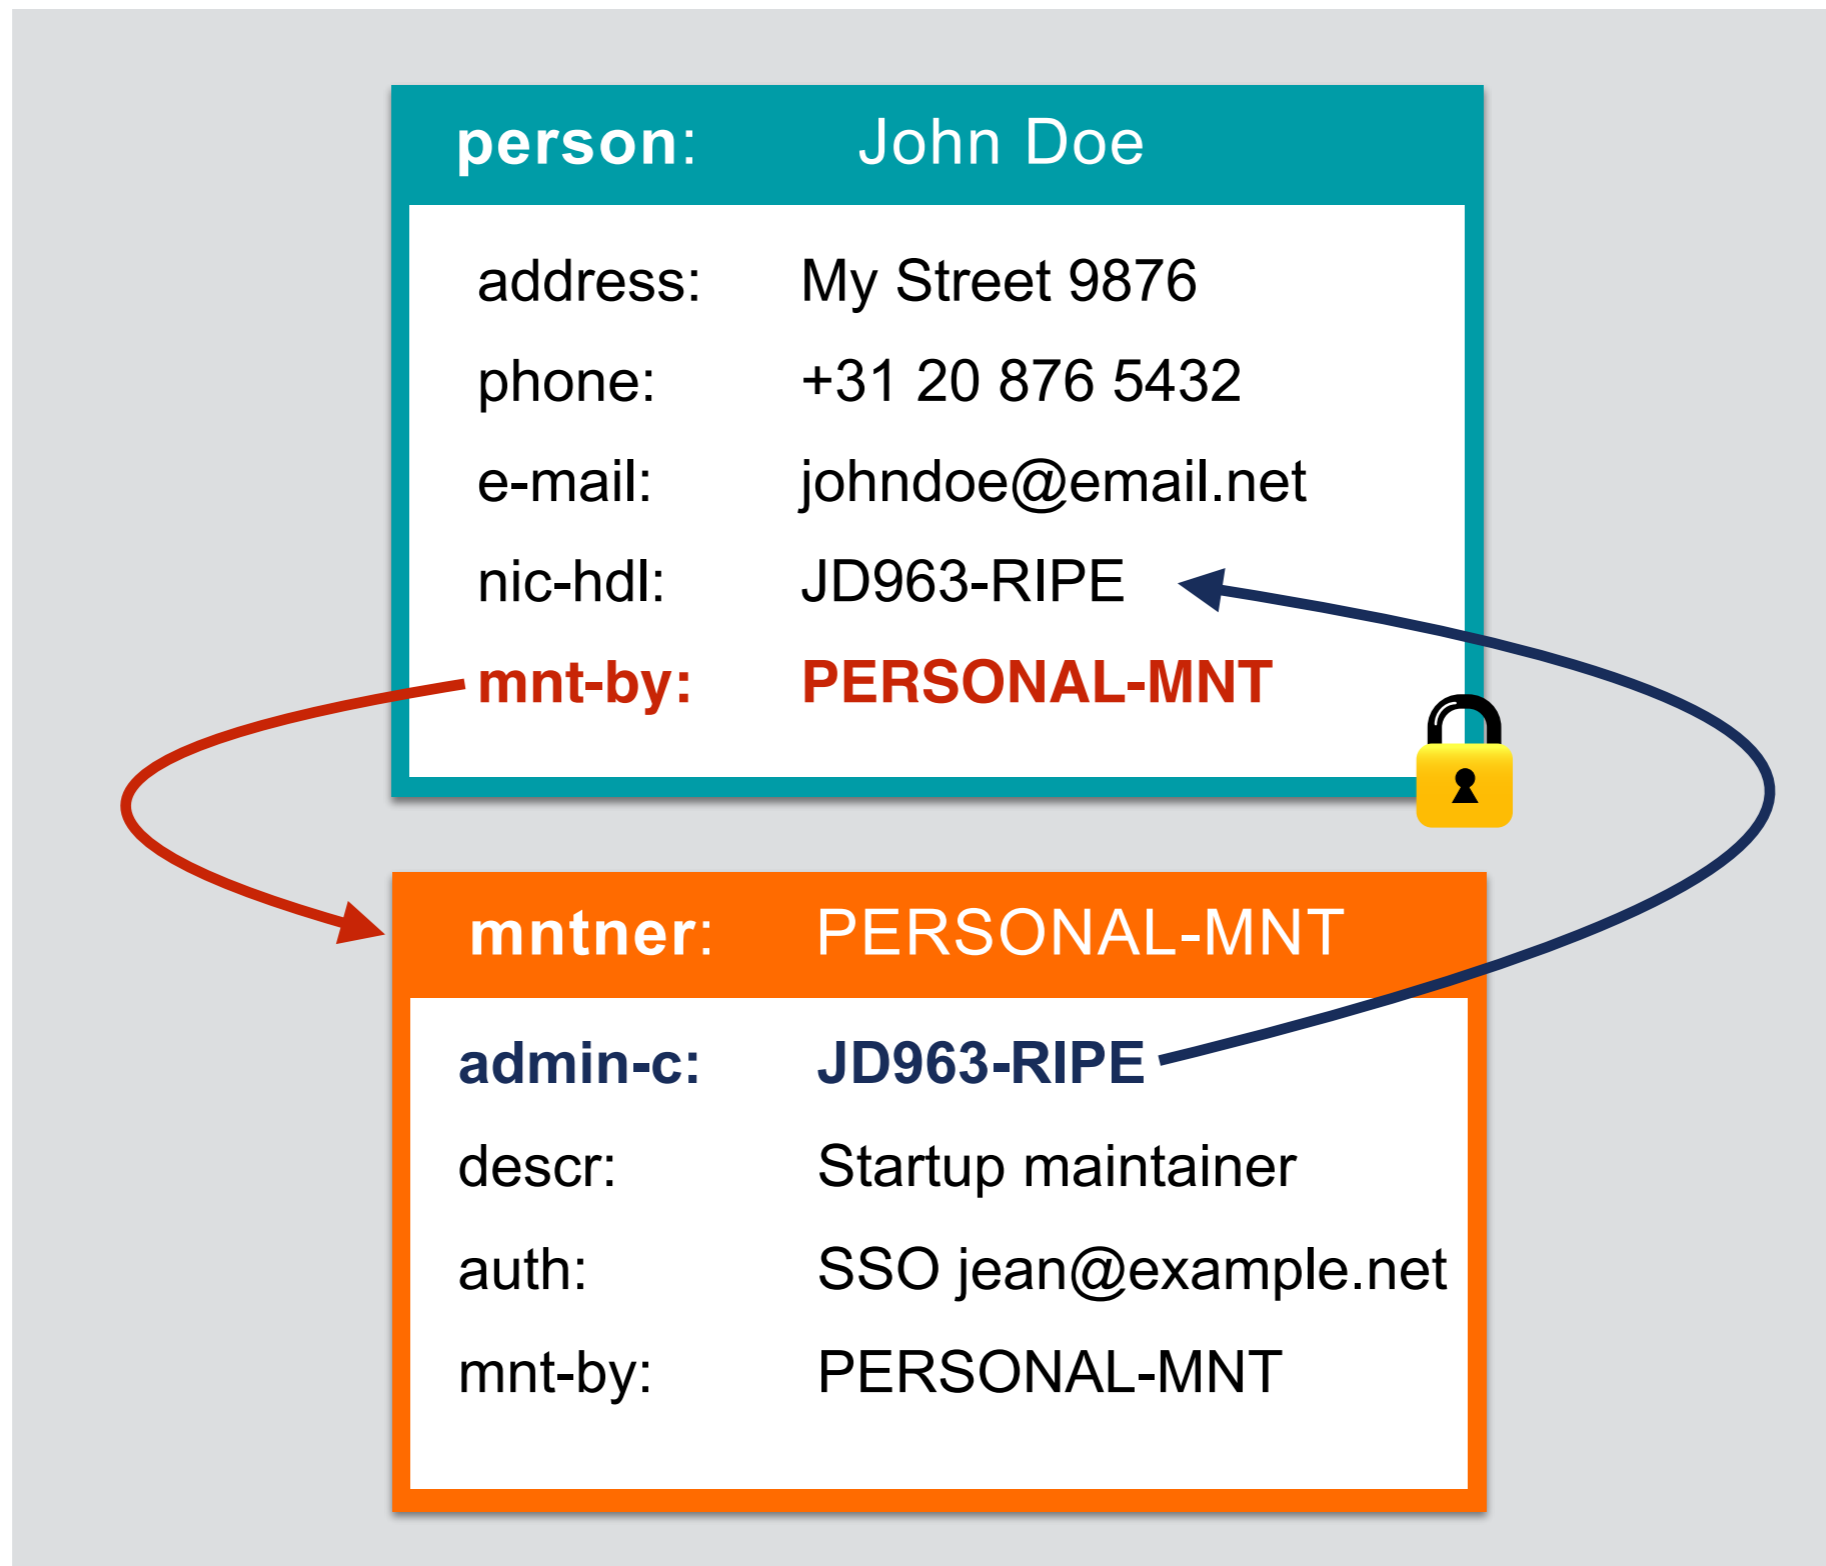 person: John Doe
address: My Street 9876
phone: +31 20 876 5432
e-mail: johndoe@email.net
nic-hdl: JD963-RIPE
mnt-by: PERSONAL-MNT
mntner: PERSONAL-MNT
admin-c: JD963-RIPE
descr: Startup maintainer
auth: SSO jean@example.net
mnt-by: PERSONAL-MNT